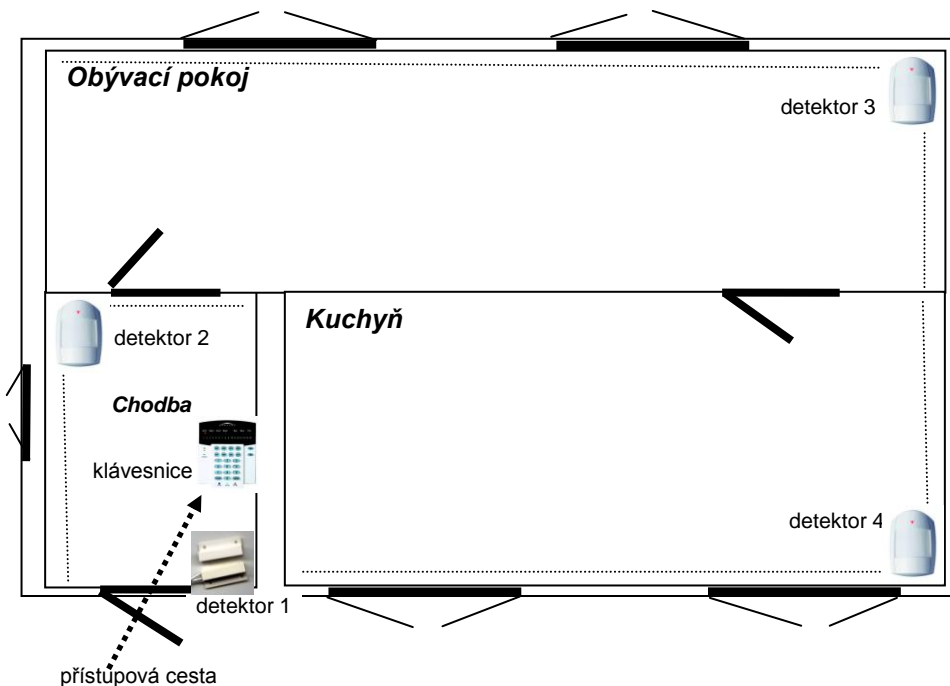 Obývací pokoj
detektor 3
detektor 2
Kuchyň
Chodba
klávesnice
detektor 4
detektor 1
přístupová cesta